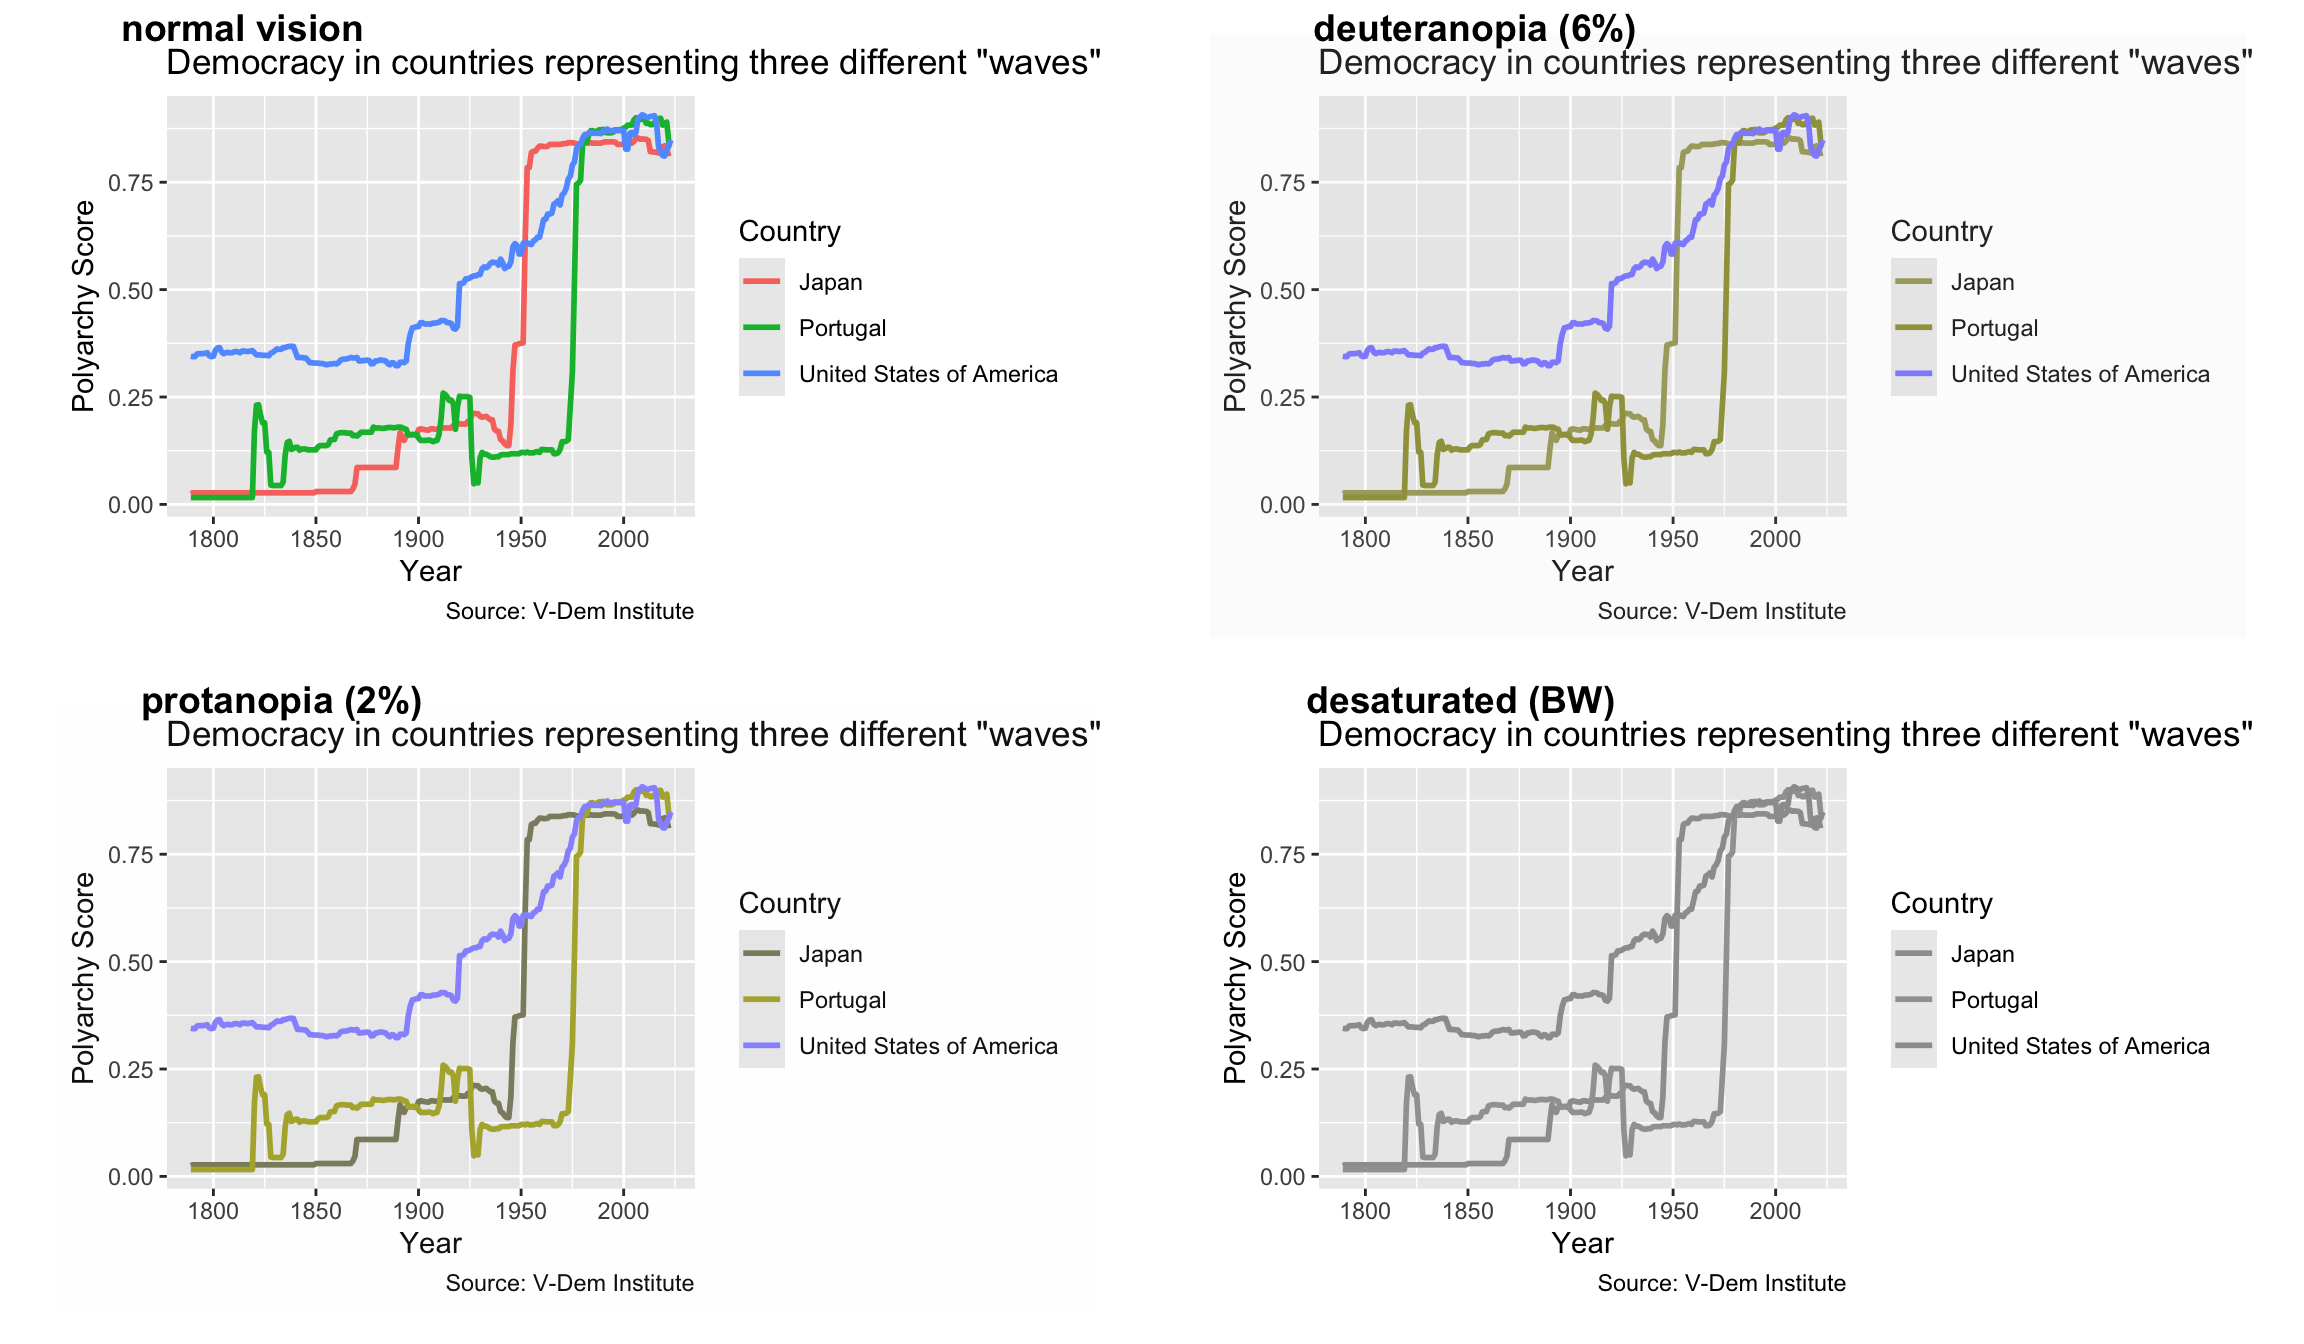 normal vision
Democracy in countries representing three different "waves"
Polyarchy Score
0.75
0.50
0.25
0.00
1800 1850 1900 1950 2000
Year
Source: V-Dem Institute
Country
Japan
Portugal
United States of America
deuteranopia (6%)
Democracy in countries representing three different "waves"
Polyarchy Score
0.75
0.50
0.25
0.00
1800 1850 1900 1950 2000
Year
Source: V-Dem Institute
Country
Japan
Portugal
United States of America
protanopia (2%)
Democracy in countries representing three different "waves"
Polyarchy Score
0.75
0.50
0.25
0.00
1800 1850 1900 1950 2000
Year
Source: V-Dem Institute
Country
Japan
Portugal
United States of America
desaturated (BW)
Democracy in countries representing three different "waves"
Polyarchy Score
0.75
0.50
0.25
0.00
1800 1850 1900 1950 2000
Year
Source: V-Dem Institute
Country
Japan
Portugal
United States of America